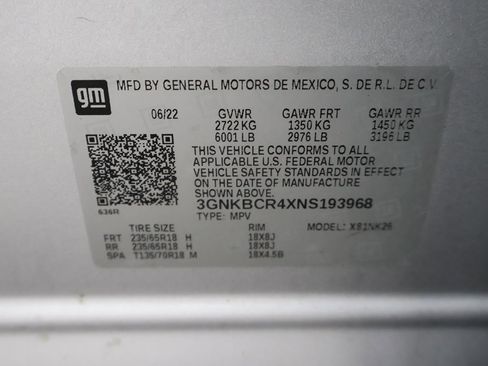 gm MFD BY GENERAL MOTORS DE MEXICO, S. DE R.L. DE C.V.
06/22 GVWR GAWR FRT GAWR RR
2722 KG 1350 KG 1450 KG
6001 LB 2976 LB 3196 LB
THIS VEHICLE CONFORMS TO ALL
APPLICABLE U.S. FEDERAL MOTOR
VEHICLE SAFETY STANDARDS IN EFFECT
ON THE DATE OF MANUFACTURE
SHOWN ABOVE.
636R 3GNKBCR4XNS193968
TYPE: MPV MODEL: XS1NK26
TIRE SIZE RIM
FRT 235/65R18 H 18X8J
RR 235/65R18 H 18X8J
SPA T135/70R18 M 18X4.5B